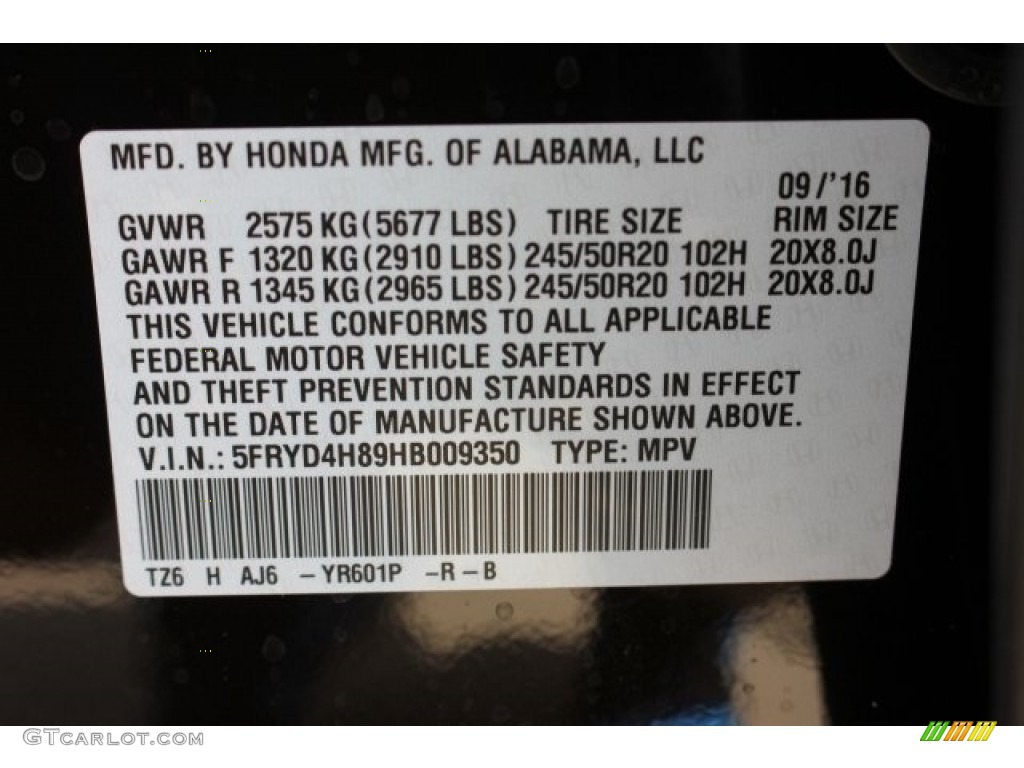 MFD. BY HONDA MFG. OF ALABAMA, LLC
09/'16
GVWR 2575 KG(5677 LBS) TIRE SIZE RIM SIZE
GAWR F 1320 KG(2910 LBS) 245/50R20 102H 20X8.0J
GAWR R 1345 KG(2965 LBS) 245/50R20 102H 20X8.0J
THIS VEHICLE CONFORMS TO ALL APPLICABLE
FEDERAL MOTOR VEHICLE SAFETY
AND THEFT PREVENTION STANDARDS IN EFFECT
ON THE DATE OF MANUFACTURE SHOWN ABOVE.
V.I.N.: 5FRYD4H89HB009350 TYPE: MPV
TZ6 H AJ6 -YR601P -R-B
GTCarlot.com